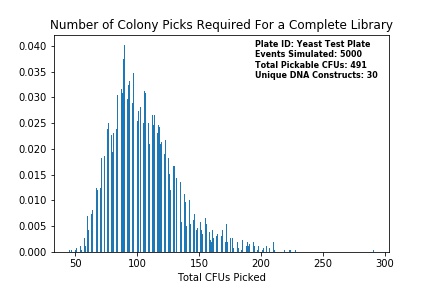 Number of Colony Picks Required For a Complete Library
Plate ID: Yeast Test Plate
Events Simulated: 5000
Total Pickable CFUs: 491
Unique DNA Constructs: 30
0.040
0.035
0.030
0.025
0.020
0.015
0.010
0.005
0.000
50 100 150 200 250 300
Total CFUs Picked